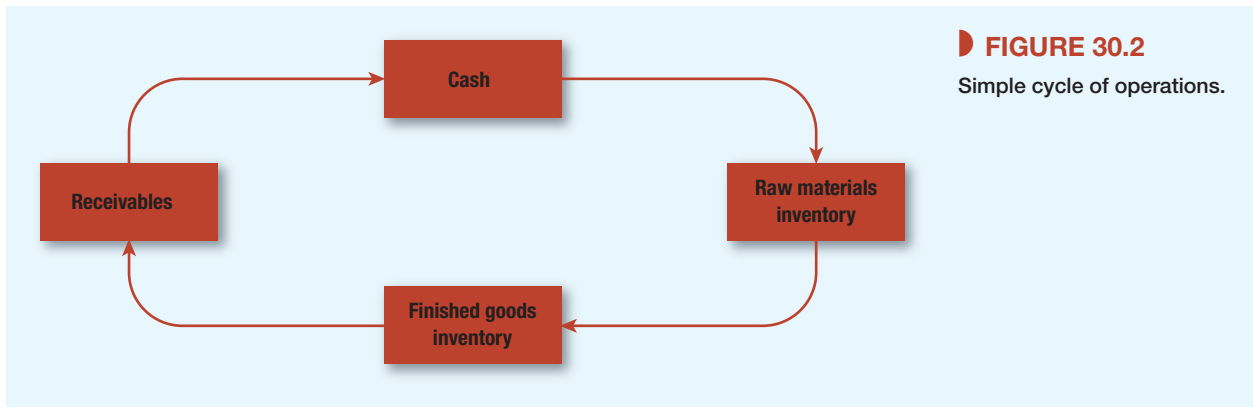 FIGURE 30.2
Simple cycle of operations.
Cash
Receivables
Raw materials
inventory
Finished goods
inventory